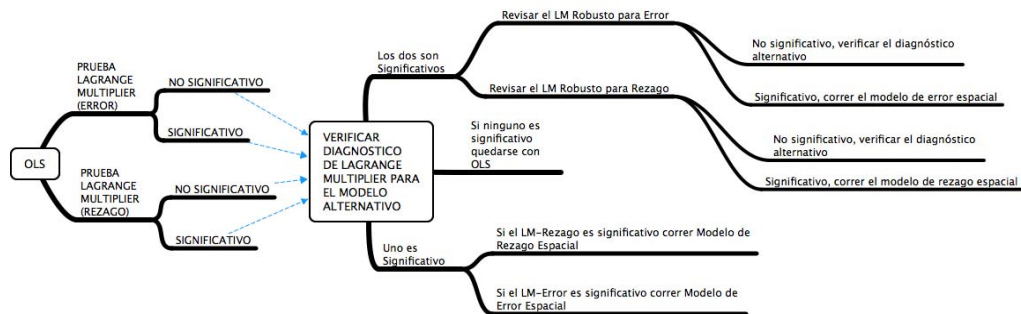 OLS
PRUEBA
LAGRANGE
MULTIPLIER
(ERROR)
NO SIGNIFICATIVO
SIGNIFICATIVO
PRUEBA
LAGRANGE
MULTIPLIER
(REZAGO)
NO SIGNIFICATIVO
SIGNIFICATIVO
VERIFICAR
DIAGNOSTICO
DE LAGRANGE
MULTIPLIER PARA
EL MODELO
ALTERNATIVO
Los dos son
Significativos
Revisar el LM Robusto para Error
No significativo, verificar el diagnóstico
alternativo
Significativo, correr el modelo de error espacial
Revisar el LM Robusto para Rezago
No significativo, verificar el diagnóstico
alternativo
Significativo, correr el modelo de rezago espacial
Si ninguno es
significativo
quedarse con
OLS
Uno es
Significativo
Si el LM-Rezago es significativo correr Modelo de
Rezago Espacial
Si el LM-Error es significativo correr Modelo de
Error Espacial